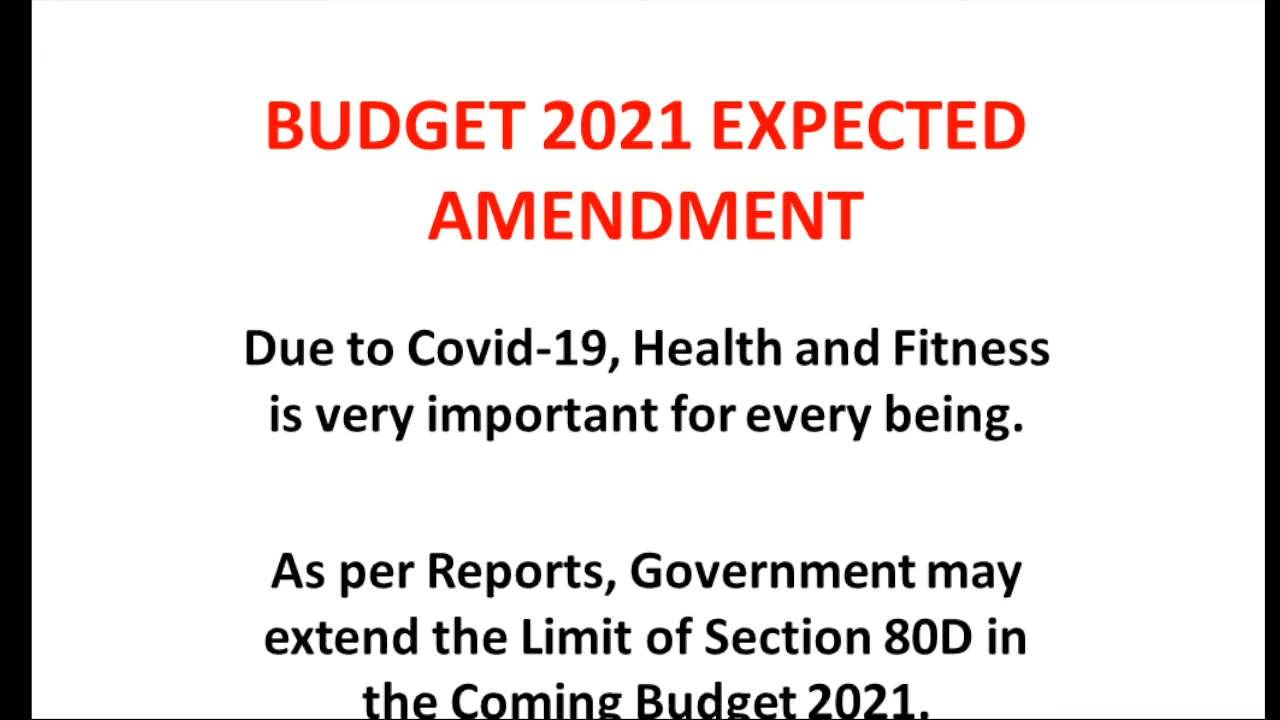 BUDGET 2021 EXPECTED
AMENDMENT
Due to Covid-19, Health and Fitness
is very important for every being.
As per Reports, Government may
extend the Limit of Section 80D in
the Coming Budget 2021.